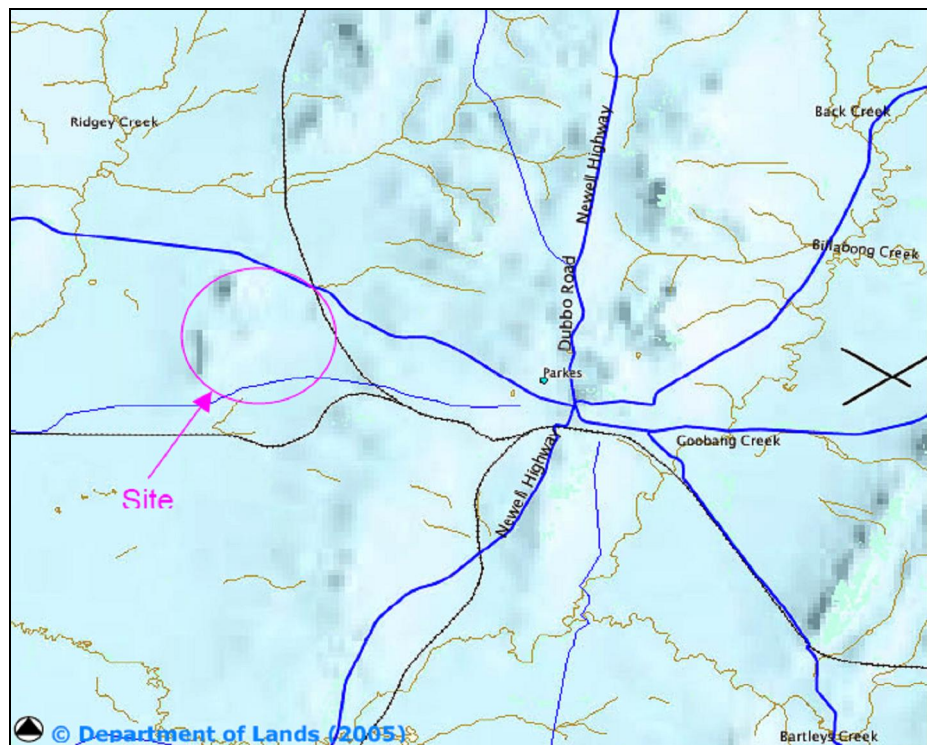 Ridgey Creek
Back Creek
Newell Highway
Billabong Creek
Dubbo Road
Parkes
Goobang Creek
Newell Highway
Site
© Department of Lands (2005)
Bartleys Creek